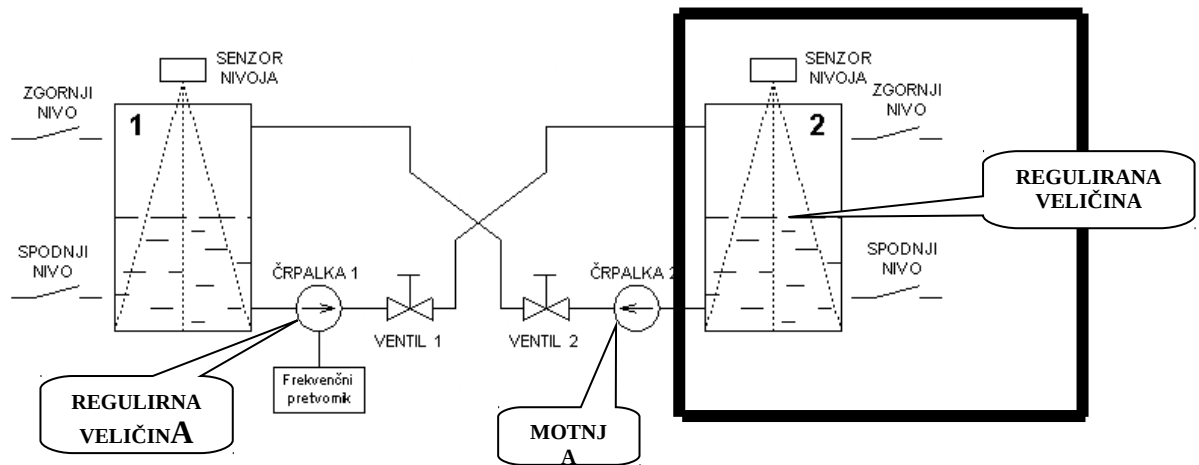 SENZOR
NIVOJA
ZGORNJI
NIVO
1
SPODNJI
NIVO
ČRPALKA 1
VENTIL 1
Frekvenčni
pretvornik
REGULIRNA
VELIČINA
VENTIL 2
ČRPALKA 2
MOTNJ
A
SENZOR
NIVOJA
2
ZGORNJI
NIVO
REGULIRANA
VELIČINA
SPODNJI
NIVO